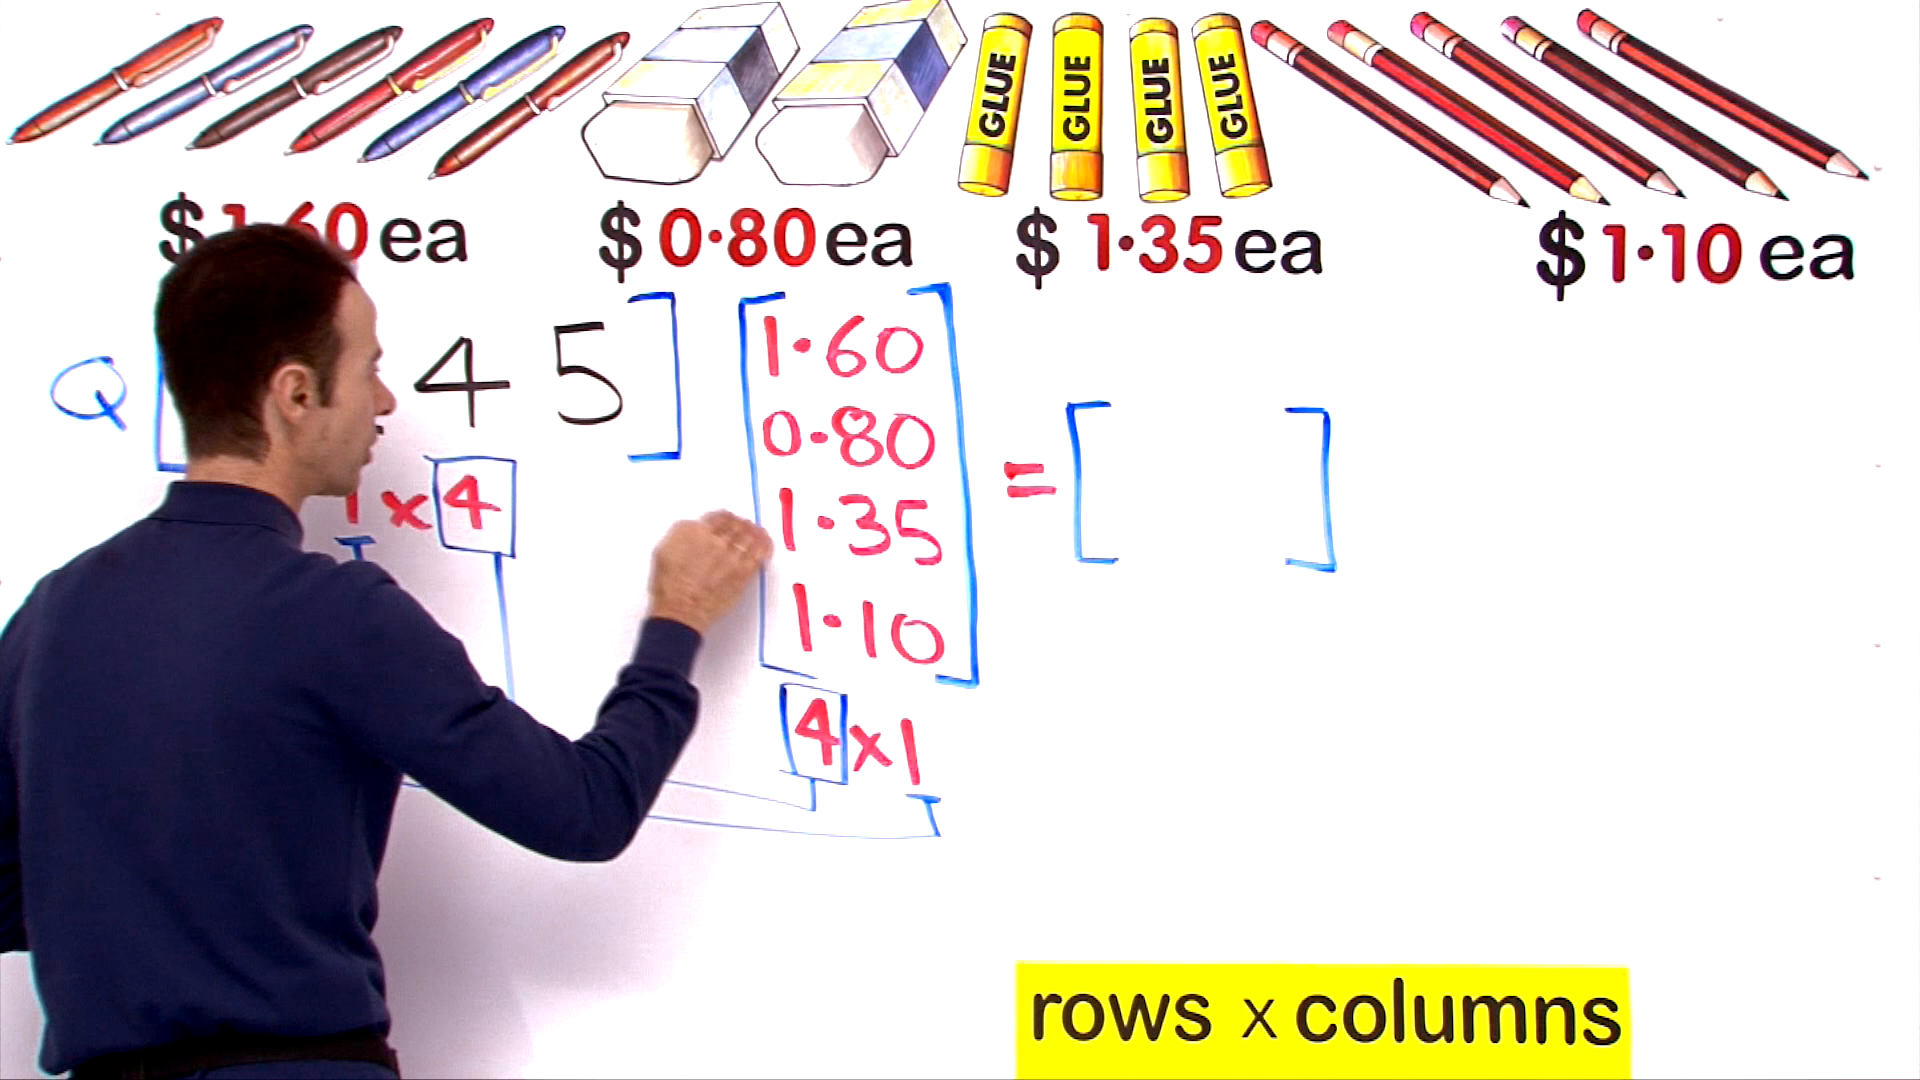 GLUE GLUE GLUE GLUE
$ 1·60 ea $ 0·80 ea $ 1·35 ea $ 1·10 ea
Q [ 4 5 ] [ 1·60
0·80
1·35
1·10 ] = [ ]
1 x 4
4 x 1
rows x columns